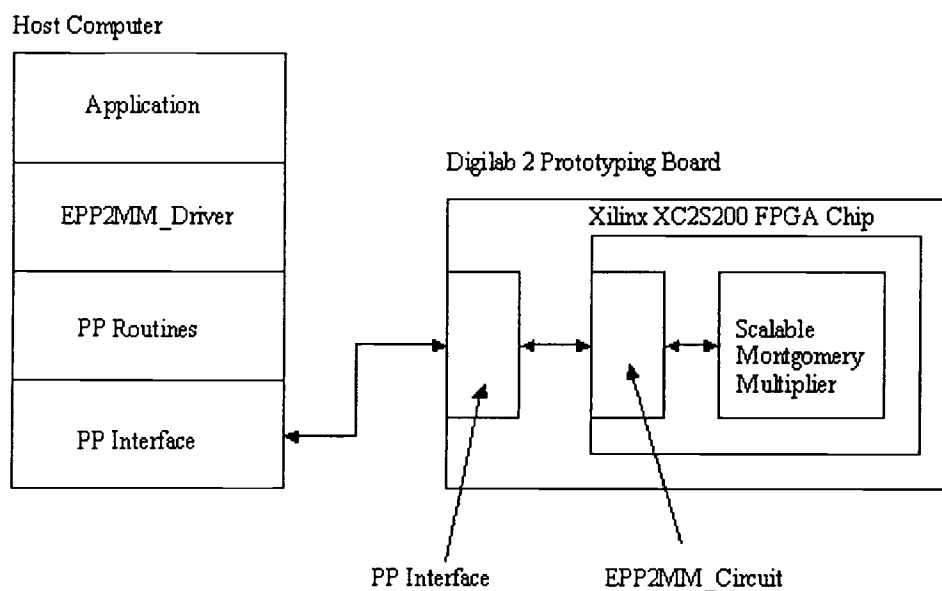 Host Computer
Application
EPP2MM_Driver
PP Routines
PP Interface
Digilab 2 Prototyping Board
Xilinx XC2S200 FPGA Chip
Scalable
Montgomery
Multiplier
PP Interface
EPP2MM_Circuit